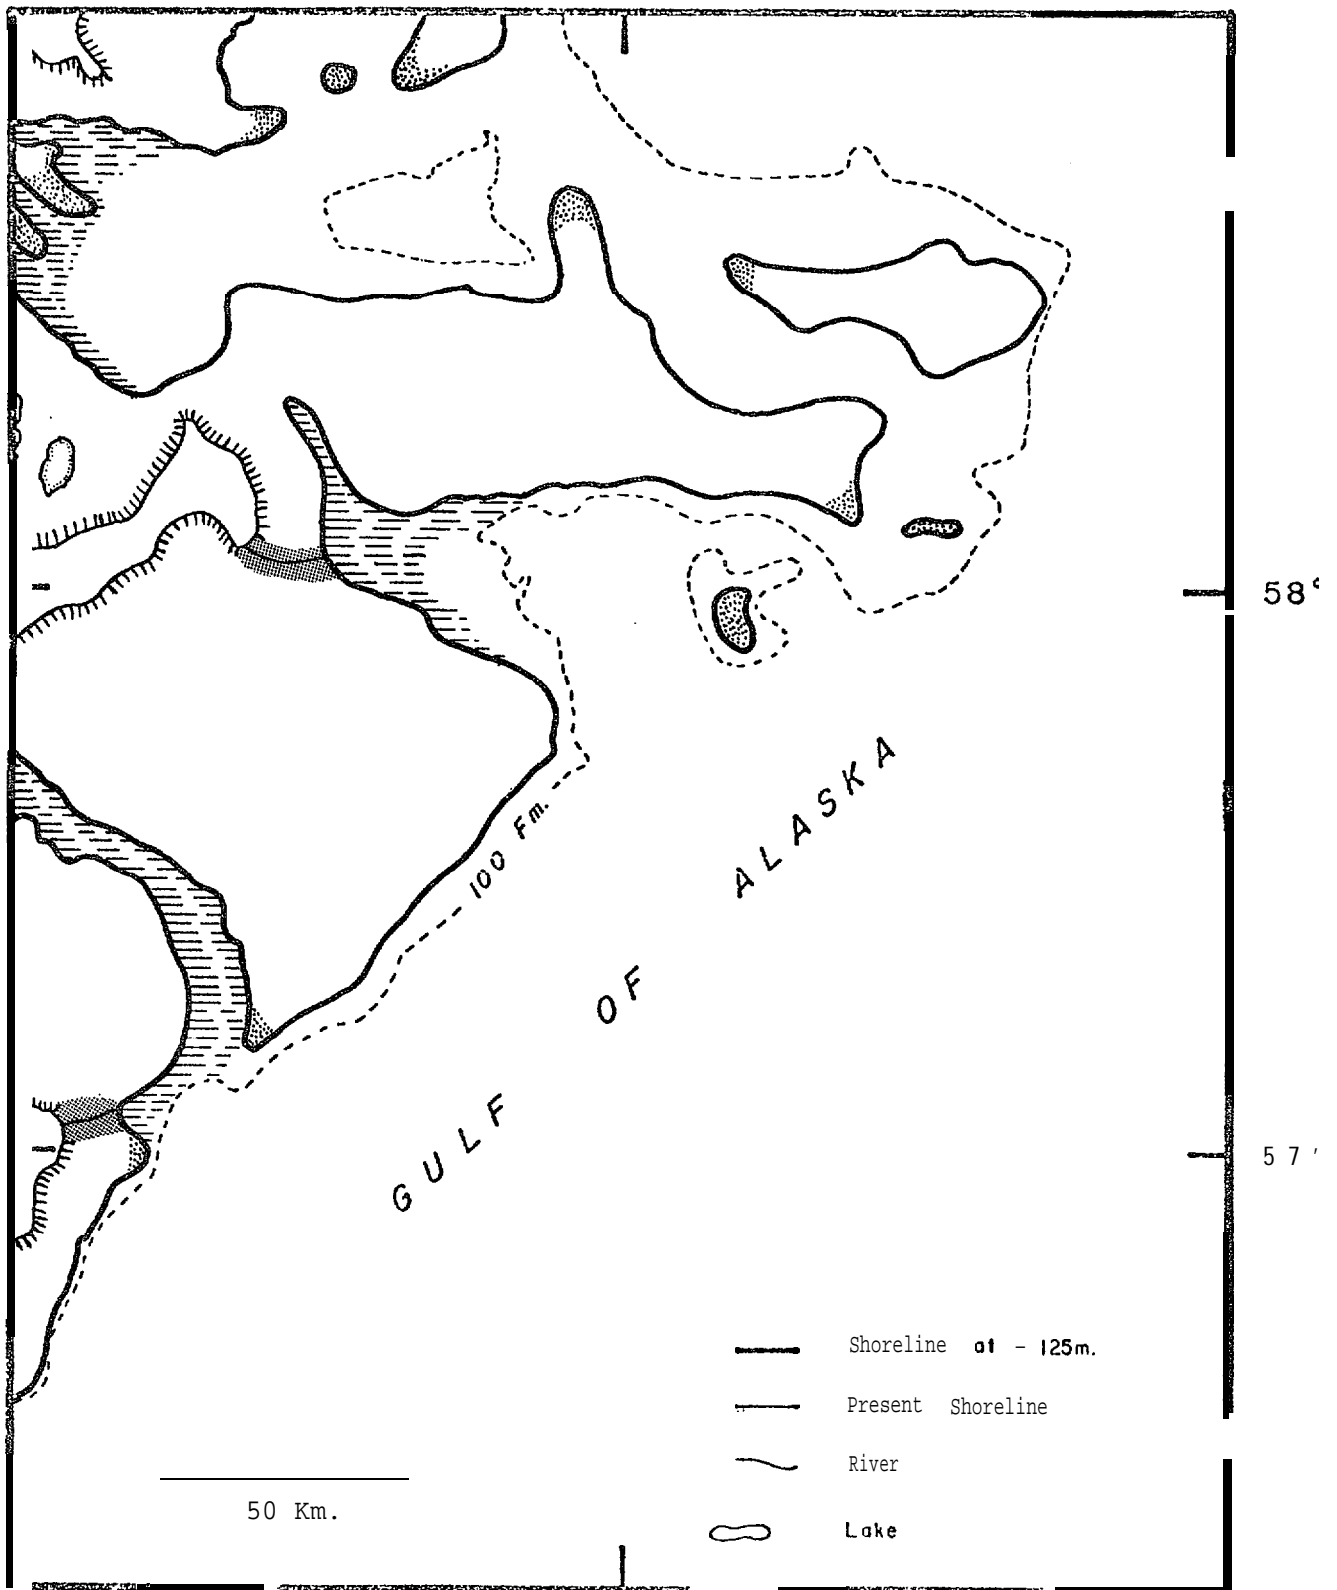 58°
100 Fm.
GULF OF ALASKA
57'
Shoreline at - 125m.
Present Shoreline
River
Lake
50 Km.